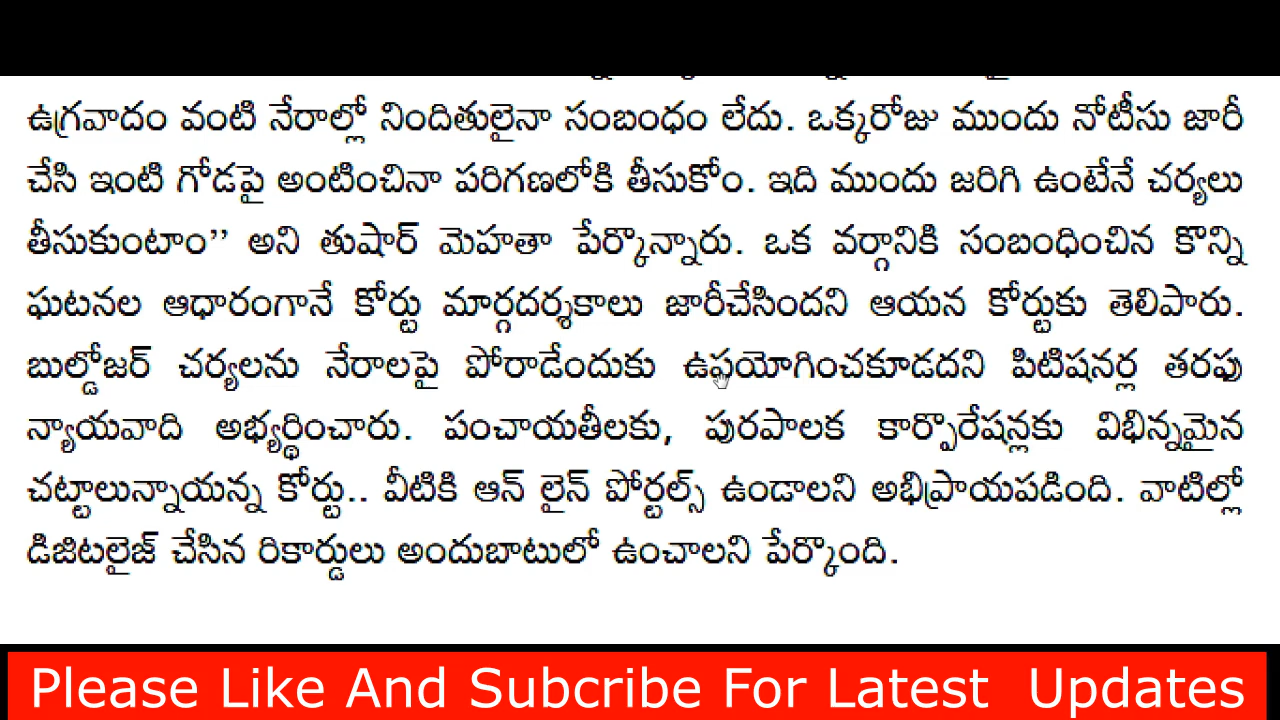 ఉగ్రవాదం వంటి నేరాల్లో నిందితులైనా సంబంధం లేదు. ఒక్కరోజు ముందు నోటీసు జారీ
చేసి ఇంటి గోడపై అంటించినా పరిగణలోకి తీసుకోం. ఇది ముందు జరిగి ఉంటేనే చర్యలు
తీసుకుంటాం’’ అని తుషార్ మెహతా పేర్కొన్నారు. ఒక వర్గానికి సంబంధించిన కొన్ని
ఘటనల ఆధారంగానే కోర్టు మార్గదర్శకాలు జారీచేసిందని ఆయన కోర్టుకు తెలిపారు.
బుల్డోజర్ చర్యలను నేరాలపై పోరాడేందుకు ఉపయోగించకూడదని పిటిషనర్ల తరఫు
న్యాయవాది అభ్యర్థించారు. పంచాయతీలకు, పురపాలక కార్పొరేషన్లకు విభిన్నమైన
చట్టాలున్నాయన్న కోర్టు.. వీటికి ఆన్ లైన్ పోర్టల్స్ ఉండాలని అభిప్రాయపడింది. వాటిల్లో
డిజిటలైజ్ చేసిన రికార్డులు అందుబాటులో ఉంచాలని పేర్కొంది.
Please Like And Subcribe For Latest Updates